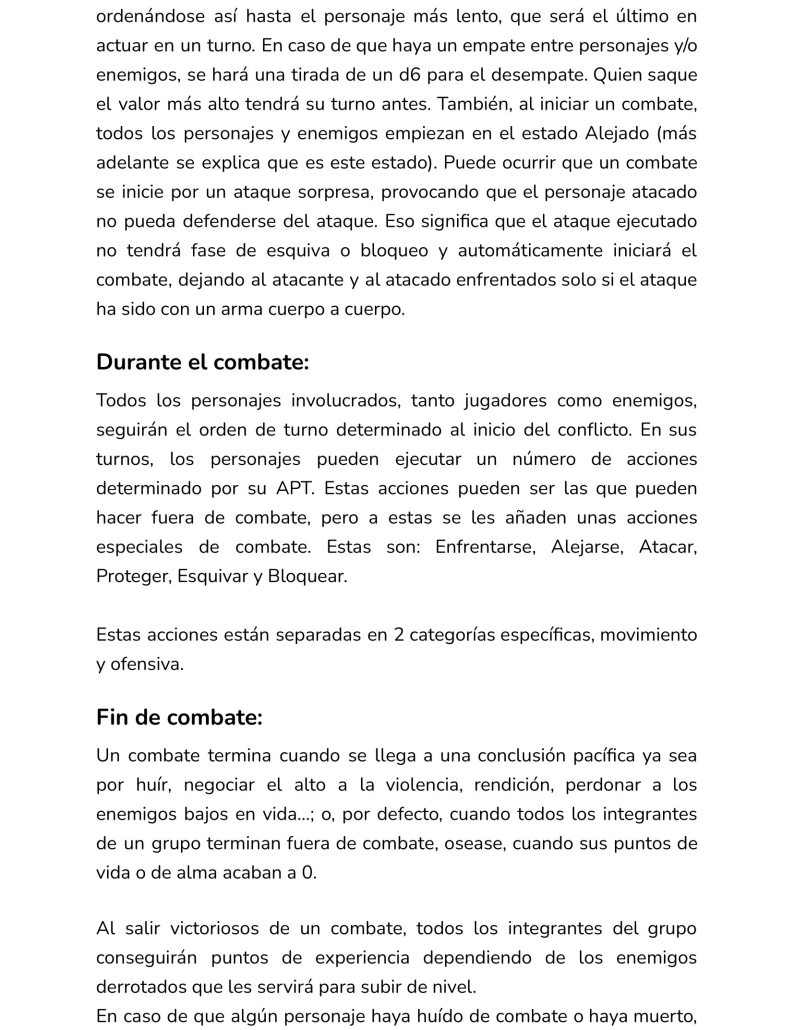 ordenándose así hasta el personaje más lento, que será el último en
actuar en un turno. En caso de que haya un empate entre personajes y/o
enemigos, se hará una tirada de un d6 para el desempate. Quien saque
el valor más alto tendrá su turno antes. También, al iniciar un combate,
todos los personajes y enemigos empiezan en el estado Alejado (más
adelante se explica que es este estado). Puede ocurrir que un combate
se inicie por un ataque sorpresa, provocando que el personaje atacado
no pueda defenderse del ataque. Eso significa que el ataque ejecutado
no tendrá fase de esquiva o bloqueo y automáticamente iniciará el
combate, dejando al atacante y al atacado enfrentados solo si el ataque
ha sido con un arma cuerpo a cuerpo.
Durante el combate:
Todos los personajes involucrados, tanto jugadores como enemigos,
seguirán el orden de turno determinado al inicio del conflicto. En sus
turnos, los personajes pueden ejecutar un número de acciones
determinado por su APT. Estas acciones pueden ser las que pueden
hacer fuera de combate, pero a estas se les añaden unas acciones
especiales de combate. Estas son: Enfrentarse, Alejarse, Atacar,
Proteger, Esquivar y Bloquear.
Estas acciones están separadas en 2 categorías específicas, movimiento
y ofensiva.
Fin de combate:
Un combate termina cuando se llega a una conclusión pacífica ya sea
por huír, negociar el alto a la violencia, rendición, perdonar a los
enemigos bajos en vida...; o, por defecto, cuando todos los integrantes
de un grupo terminan fuera de combate, osease, cuando sus puntos de
vida o de alma acaban a 0.
Al salir victoriosos de un combate, todos los integrantes del grupo
conseguirán puntos de experiencia dependiendo de los enemigos
derrotados que les servirá para subir de nivel.
En caso de que algún personaje haya huído de combate o haya muerto,